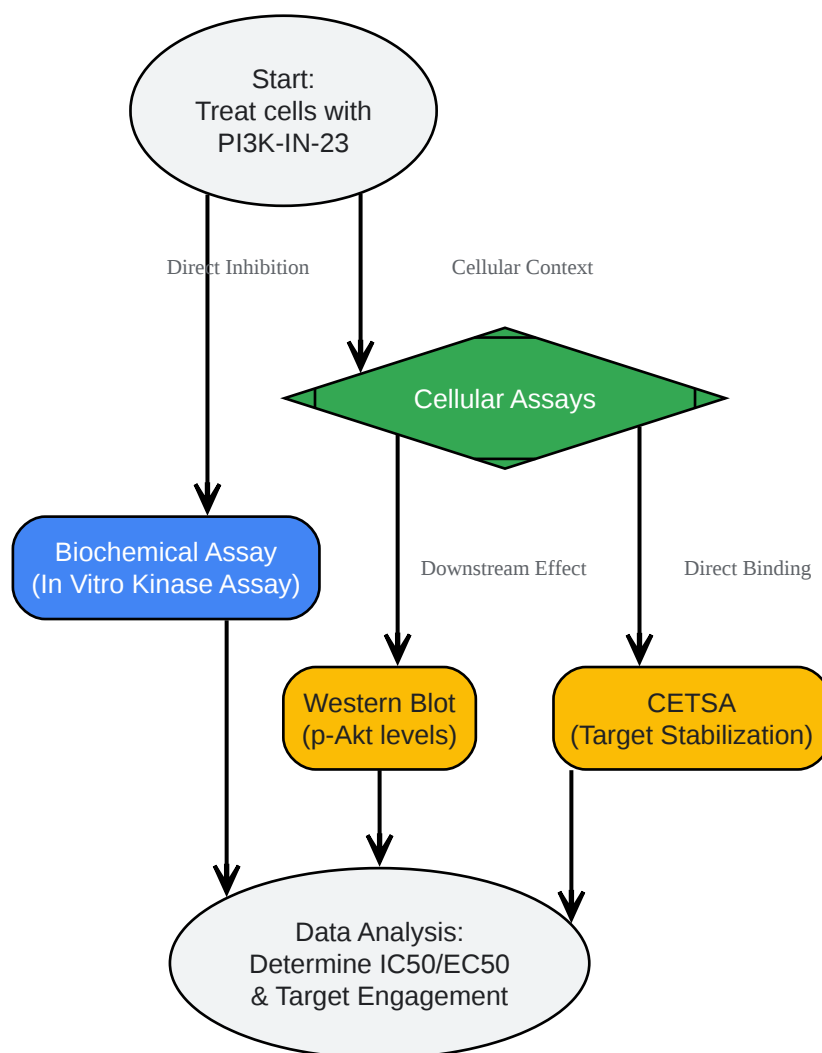 Start:
Treat cells with
PI3K-IN-23
Direct Inhibition
Cellular Context
Cellular Assays
Biochemical Assay
(In Vitro Kinase Assay)
Downstream Effect
Direct Binding
Western Blot
(p-Akt levels)
CETSA
(Target Stabilization)
Data Analysis:
Determine IC50/EC50
& Target Engagement